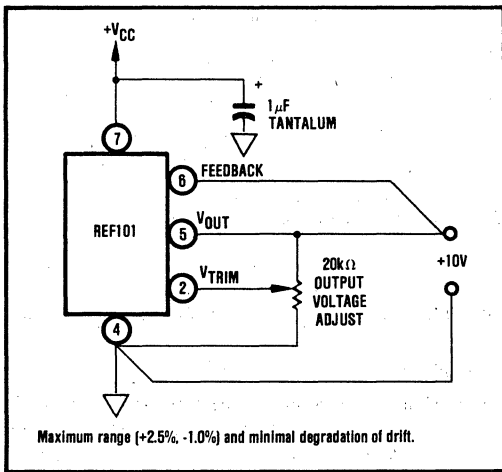 +VCC
+
1µF
TANTALUM
7
6 FEEDBACK
REF101
5 VOUT
20kΩ
OUTPUT
VOLTAGE
ADJUST
+10V
2 VTRIM
4
Maximum range (+2.5%, -1.0%) and minimal degradation of drift.